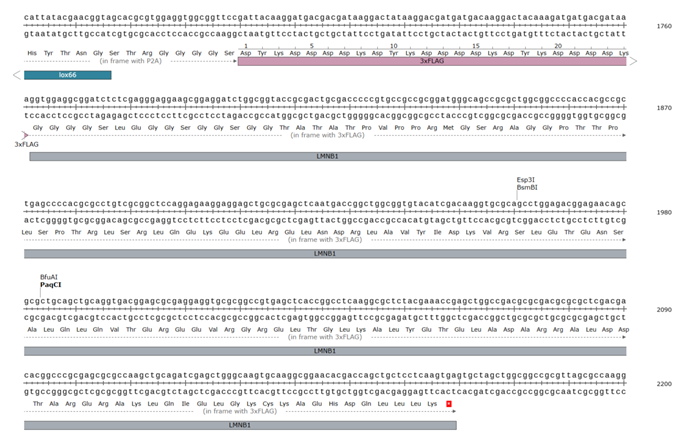 cattatacgaacggtagcacgcgtggaggtggcggttccgattacaaggatgacgacgataaggactataaggacgatgatgacaaggactacaaagatgatgacgataa 1760
gtaatatgcttgccatcgtgcgcacctccaccgccaaggctaatgttcctactgctgctattcctgatattcctgctactactgttcctgatgtttctactactgctatt
1 5 10 15 20
His Tyr Thr Asn Gly Ser Thr Arg Gly Gly Gly Gly Ser Asp Tyr Lys Asp Asp Asp Asp Lys Asp Tyr Lys Asp Asp Asp Asp Lys Asp Tyr Lys Asp Asp Asp Asp Lys
(in frame with P2A) 3xFLAG
lox66
aggtggaggcggatctctcgagggaggaagcggaggatctggcggtaccgcgactgcgacccccgtgccgccgcggatgggcagccgcgctggcggccccaccacgccgc 1870
tccacctccgcctagagagctccctccttcgcctcctagaccgccatggcgctgacgctgggggcacggcggcgcctacccgtcggcgcgaccgccggggtggtgcggcg
Gly Gly Gly Gly Ser Leu Glu Gly Gly Ser Gly Gly Ser Gly Gly Thr Ala Thr Ala Thr Pro Val Pro Pro Arg Met Gly Ser Arg Ala Gly Gly Pro Thr Thr Pro
(in frame with 3xFLAG)
3xFLAG
LMNB1
Esp3I
BsmBI
tgagccccacgcgcctgtcgcggctccaggagaaggaggagctgcgcgagctcaatgaccggctggcggtgtacatcgacaaggtgcgcagcctggagacggagaacagc 1980
actcggggtgcgcggacagcgccgaggtcctcttcctcctcgacgcgctcgagttactggccgaccgccacatgtagctgttccacgcgtcggacctctgcctcttgtcg
Leu Ser Pro Thr Arg Leu Ser Arg Leu Gln Glu Lys Glu Glu Leu Arg Glu Leu Asn Asp Arg Leu Ala Val Tyr Ile Asp Lys Val Arg Ser Leu Glu Thr Glu Asn Ser
(in frame with 3xFLAG)
LMNB1
BfuAI
PaqCI
gcgctgcagctgcaggtgacggagcgcgaggaggtgcgcggccgtgagctcaccggcctcaaggcgctctacgaaaccgagctggccgacgcgcgacgcgcgctcgacga 2090
cgcgacgtcgacgtccactgcctcgcgctcctccacgcgccggcactcgagtggccggagttccgcgagatgctttggctcgaccggctgcgcgctgcgcgcgagctgct
Ala Leu Gln Leu Gln Val Thr Glu Arg Glu Glu Val Arg Gly Arg Glu Leu Thr Gly Leu Lys Ala Leu Tyr Glu Thr Glu Leu Ala Asp Ala Arg Arg Ala Leu Asp Asp
(in frame with 3xFLAG)
LMNB1
cacggcccgcgagcgcgccaagctgcagatcgagctgggcaagtgcaaggcggaacacgaccagctgctcctcaagtgagtgctagctggcggcgcgttagcgccaagg 2200
gtgccgggcgctcgcgcggttcgacgtctagctcgacccgttcacgttccgccttgtgctggtcgacgaggagttcactcacgatcgaccgccgcgcaatcgcggttcc
Thr Ala Arg Glu Arg Ala Lys Leu Gln Ile Glu Leu Gly Lys Cys Lys Ala Glu His Asp Gln Leu Leu Leu Lys *
(in frame with 3xFLAG)
LMNB1